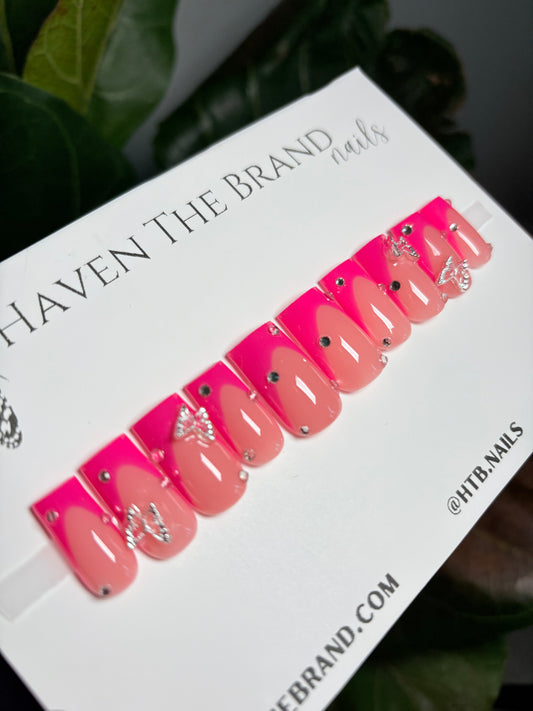 HAVEN THE BRAND nails
@HTB.NAILS
EBRAND.COM